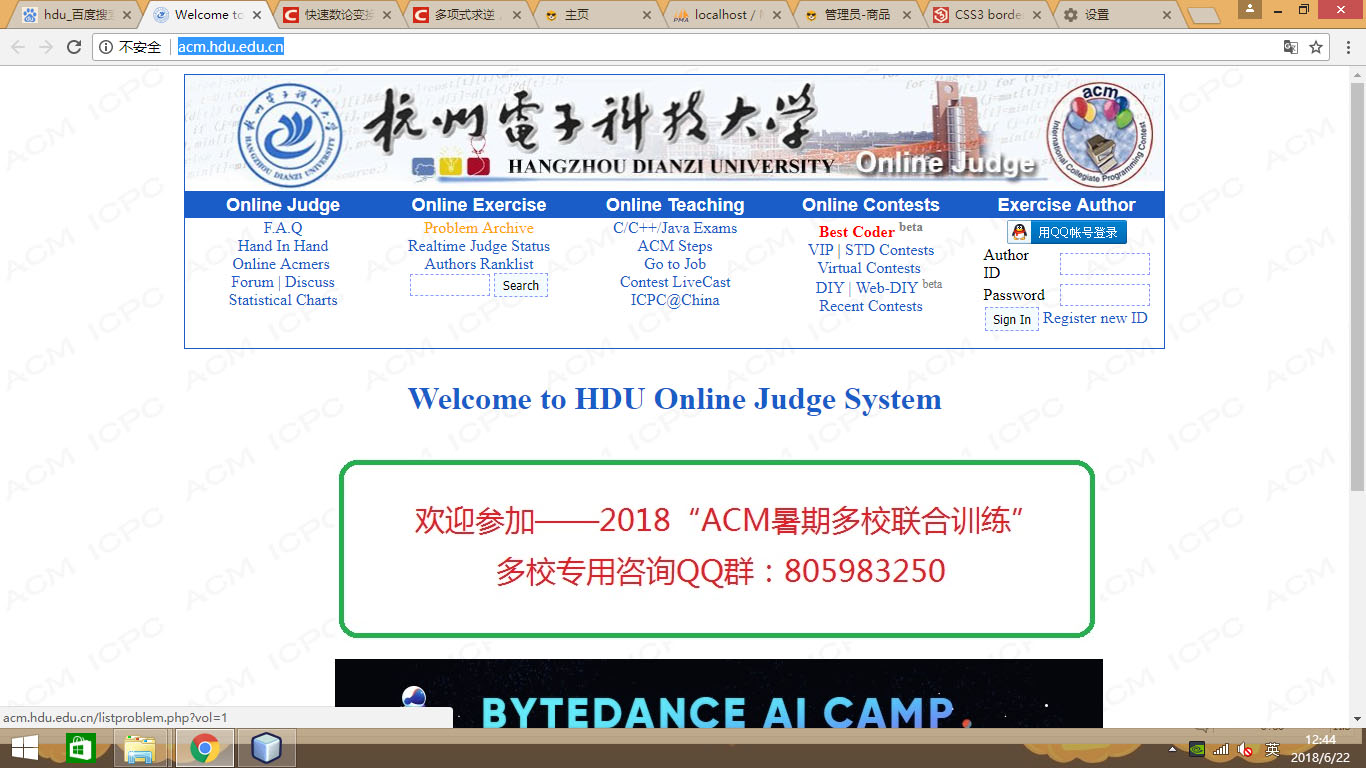 hdu_百度搜索
Welcome to
快速数论变换
多项式求逆
主页
localhost /
管理员-商品
CSS3 borde
设置
不安全 | acm.hdu.edu.cn
杭州電子科技大学
HANGZHOU DIANZI UNIVERSITY
Online Judge
HANGZHOU DIANZI UNIVERSITY
acm
International Collegiate Programming Contest
Online Judge Online Exercise Online Teaching Online Contests Exercise Author
F.A.Q
Hand In Hand
Online Acmers
Forum | Discuss
Statistical Charts
Problem Archive
Realtime Judge Status
Authors Ranklist
Search
C/C++/Java Exams
ACM Steps
Go to Job
Contest LiveCast
ICPC@China
Best Coder beta
VIP | STD Contests
Virtual Contests
DIY | Web-DIY beta
Recent Contests
用QQ帐号登录
Author
ID
Password
Sign In Register new ID
Welcome to HDU Online Judge System
欢迎参加——2018“ACM暑期多校联合训练”
多校专用咨询QQ群：805983250
BYTEDANCE AI CAMP.
acm.hdu.edu.cn/listproblem.php?vol=1
英
12:44
2018/6/22